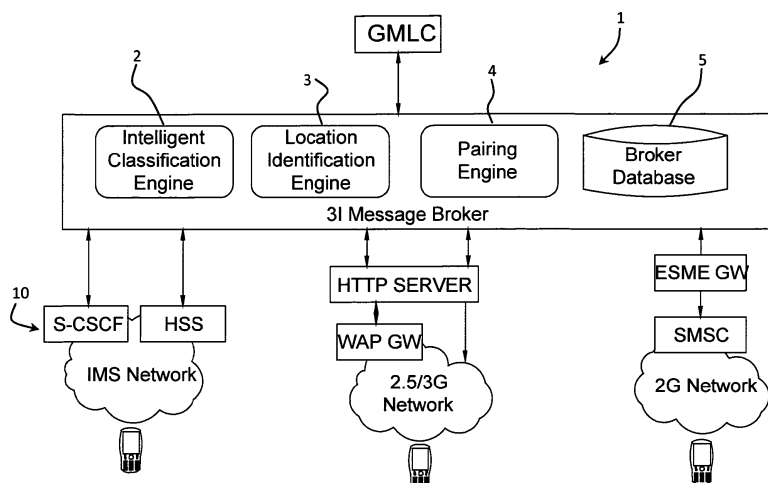 GMLC
1
2
3
4
5
Intelligent
Classification
Engine
Location
Identification
Engine
Pairing
Engine
Broker
Database
3I Message Broker
HTTP SERVER
ESME GW
10
S-CSCF
HSS
WAP GW
SMSC
IMS Network
2.5/3G
Network
2G Network